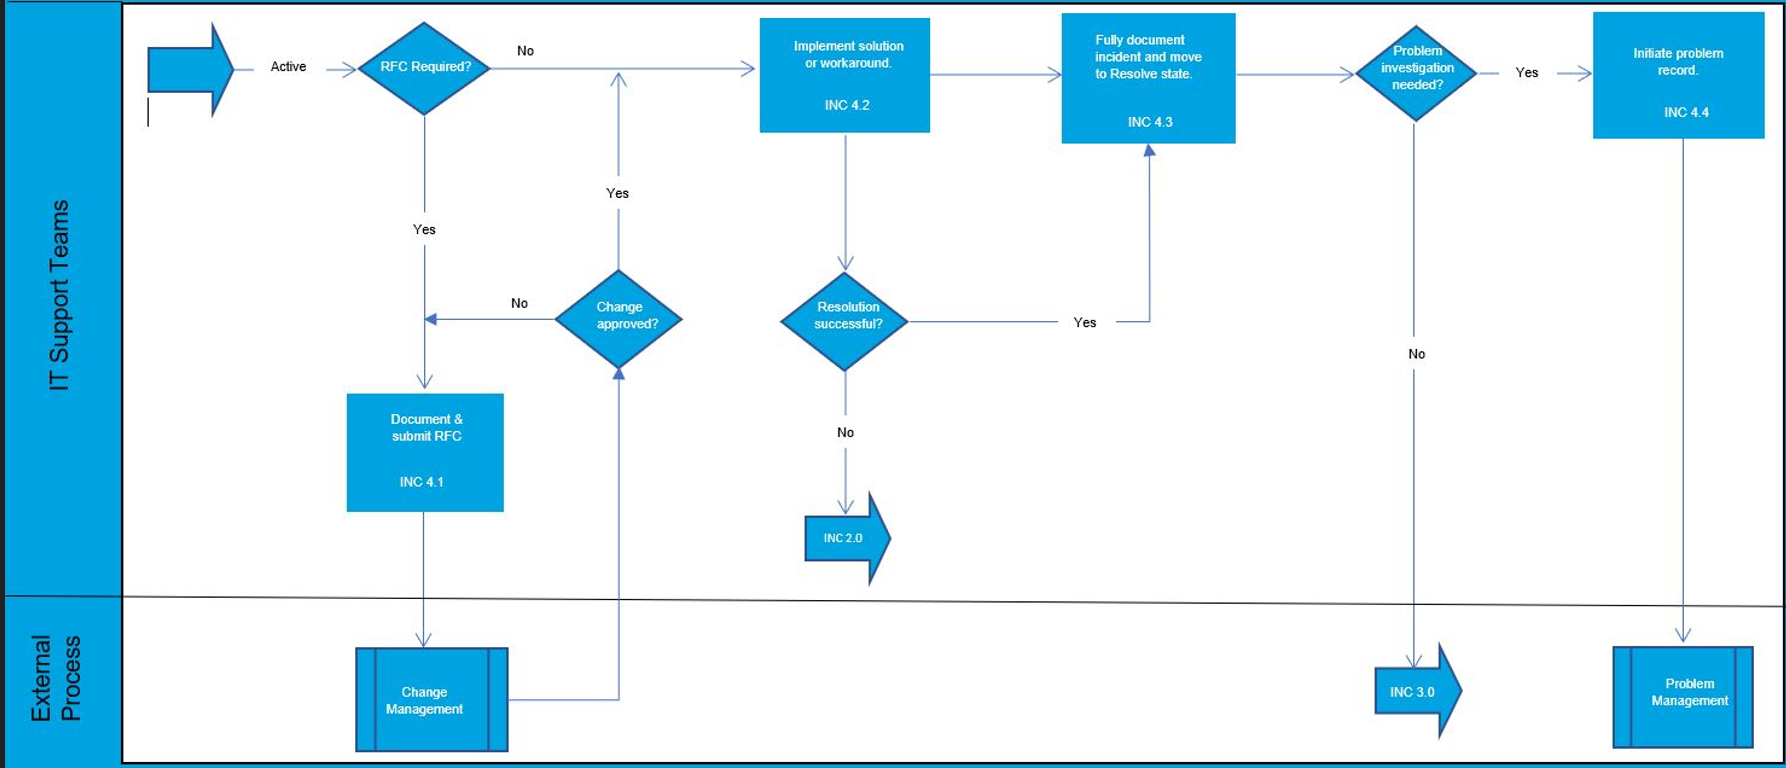 IT Support Teams
Active
RFC Required?
No
Yes
Document &
submit RFC
INC 4.1
No
Change
approved?
Yes
Implement solution
or workaround.
INC 4.2
Resolution
successful?
Yes
No
INC 2.0
Fully document
incident and move
to Resolve state.
INC 4.3
Problem
investigation
needed?
Yes
No
Initiate problem
record.
INC 4.4
External
Process
Change
Management
INC 3.0
Problem
Management